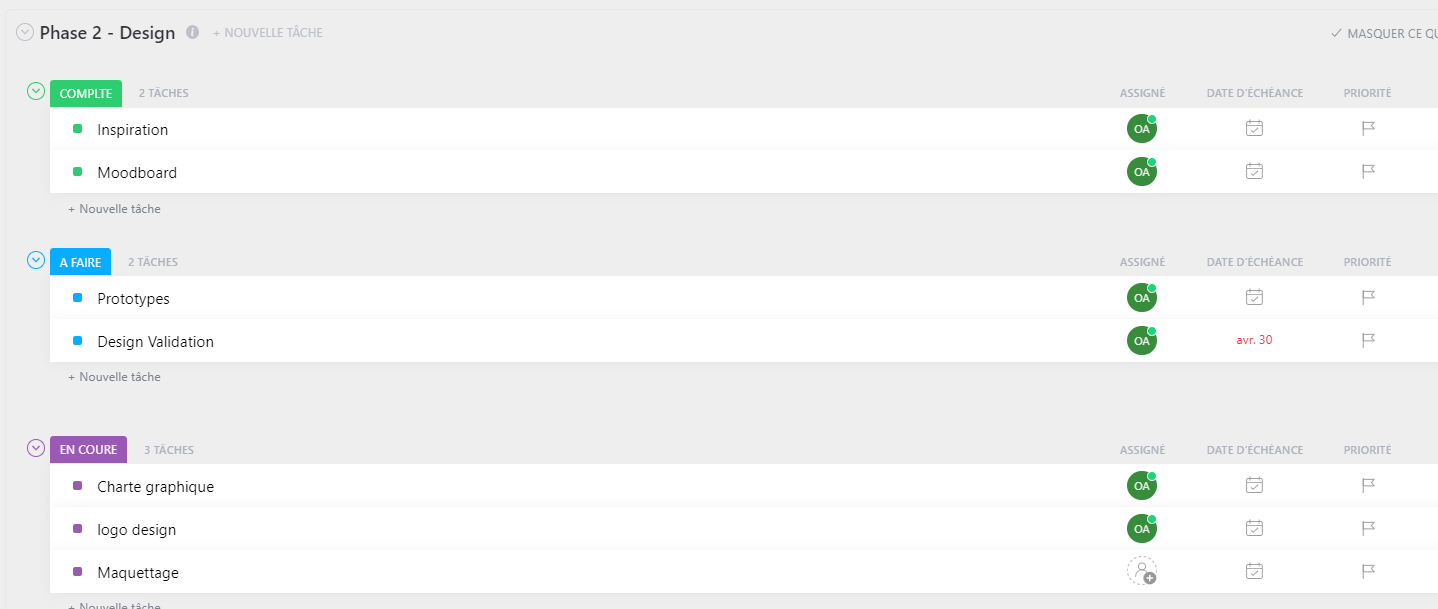 Phase 2 - Design + NOUVELLE TÂCHE MASQUER CE QU
COMPLTE 2 TÂCHES ASSIGNÉ DATE D'ÉCHÉANCE PRIORITÉ
Inspiration OA
Moodboard OA
+ Nouvelle tâche
A FAIRE 2 TÂCHES ASSIGNÉ DATE D'ÉCHÉANCE PRIORITÉ
Prototypes OA
Design Validation OA avr. 30
+ Nouvelle tâche
EN COURE 3 TÂCHES ASSIGNÉ DATE D'ÉCHÉANCE PRIORITÉ
Charte graphique OA
logo design OA
Maquettage
+ Nouvelle tâche